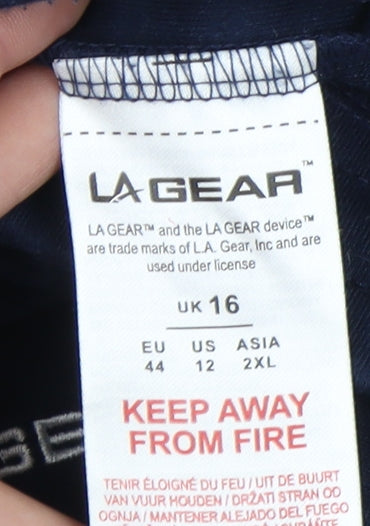 LA GEAR™
LA GEAR™ and the LA GEAR device™
are trade marks of L.A. Gear, Inc and are
used under license
UK 16
EU US ASIA
44 12 2XL
KEEP AWAY
FROM FIRE
TENIR ÉLOIGNÉ DU FEU / UIT DE BUURT
VAN VUUR HOUDEN / DRŽATI STRAN OD
OGNJA / MANTENER ALEJADO DEL FUEGO